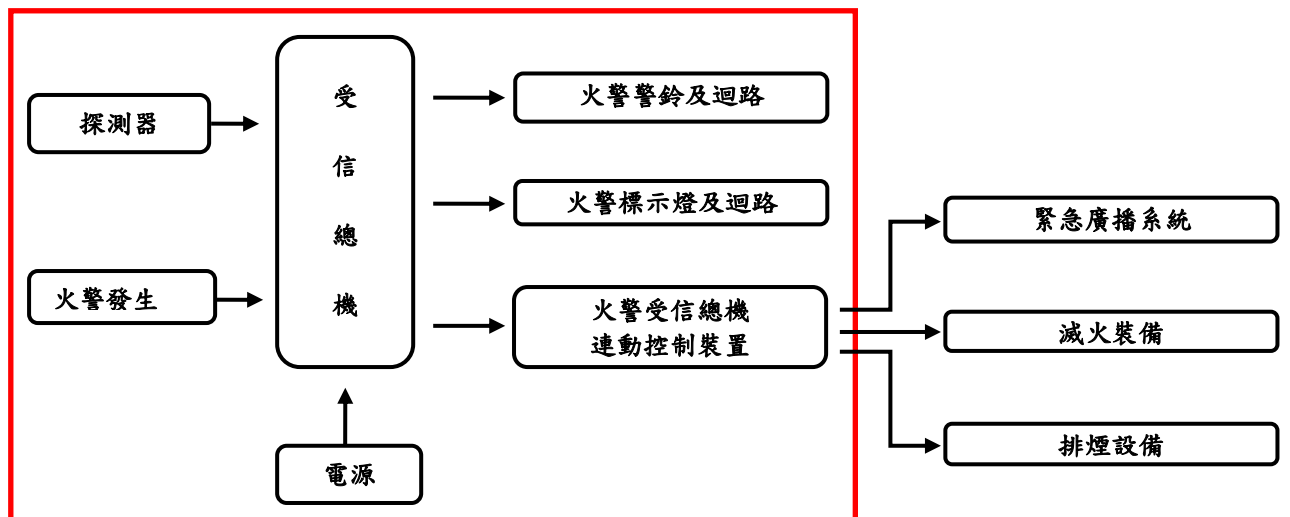 探測器
火警發生
受信總機
電源
火警警鈴及迴路
火警標示燈及迴路
火警受信總機
連動控制裝置
緊急廣播系統
滅火裝備
排煙設備